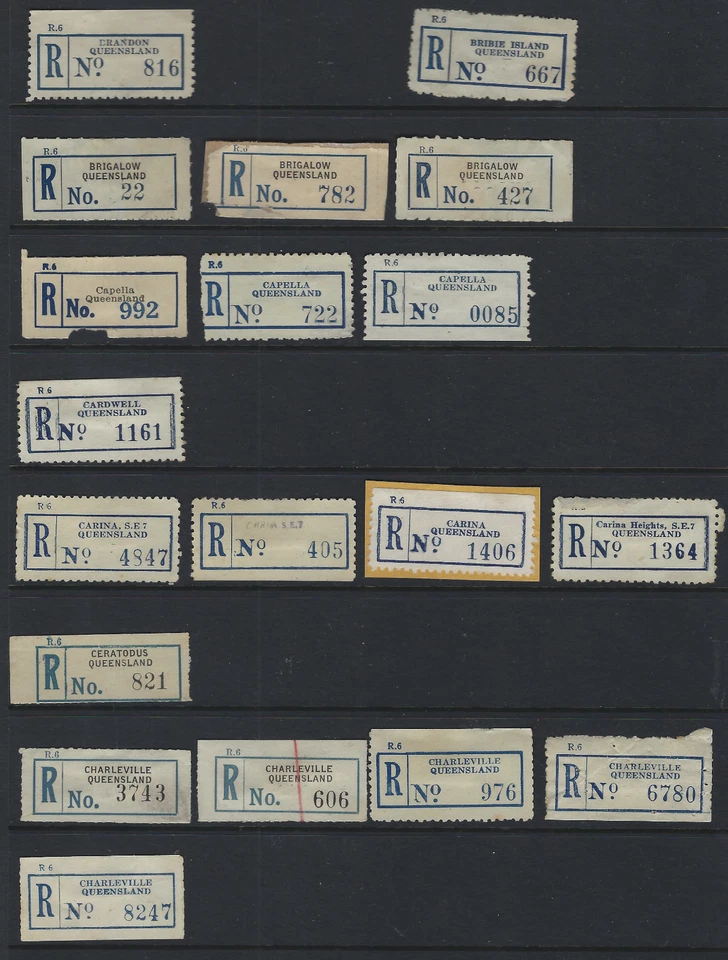 R.6
BRANDON
QUEENSLAND
R Nº 816
R.6
BRIBIE ISLAND
QUEENSLAND
R Nº 667
R.6
BRIGALOW
QUEENSLAND
R No. 22
R.6
BRIGALOW
QUEENSLAND
R No. 782
R.6
BRIGALOW
QUEENSLAND
R No. 427
R.6
Capella
Queensland
R No. 992
R.6
CAPELLA
QUEENSLAND
R Nº 722
R.6
CAPELLA
QUEENSLAND
R Nº 0085
R 6
CARDWELL
QUEENSLAND
R Nº 1161
R.6
CARINA, S.E.7
QUEENSLAND
R Nº 4847
R.6
CARINA S.E.7
R Nº 405
R 6
CARINA
QUEENSLAND
R Nº 1406
R.6
Carina Heights, S.E.7
QUEENSLAND
R Nº 1364
R.6
CERATODUS
QUEENSLAND
R No. 821
R.6
CHARLEVILLE
QUEENSLAND
R No. 3743
R.6
CHARLEVILLE
QUEENSLAND
R No. 606
R.6
CHARLEVILLE
QUEENSLAND
R Nº 976
R.6
CHARLEVILLE
QUEENSLAND
R Nº 6780
R 6
CHARLEVILLE
QUEENSLAND
R Nº 8247